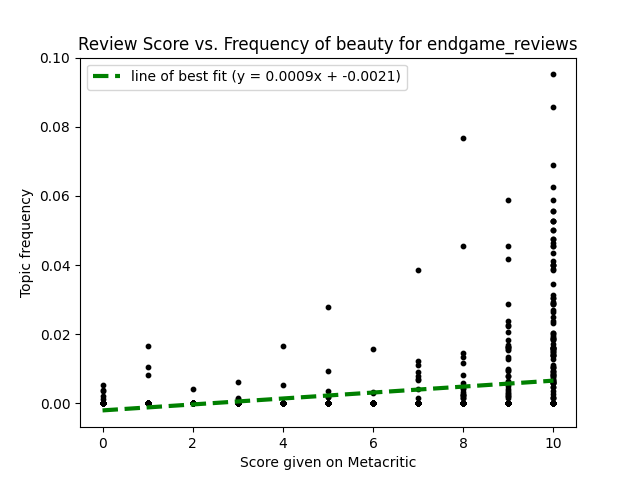 Review Score vs. Frequency of beauty for endgame_reviews
line of best fit (y = 0.0009x + -0.0021)
0.10
0.08
0.06
0.04
0.02
0.00
Topic frequency
0 2 4 6 8 10
Score given on Metacritic